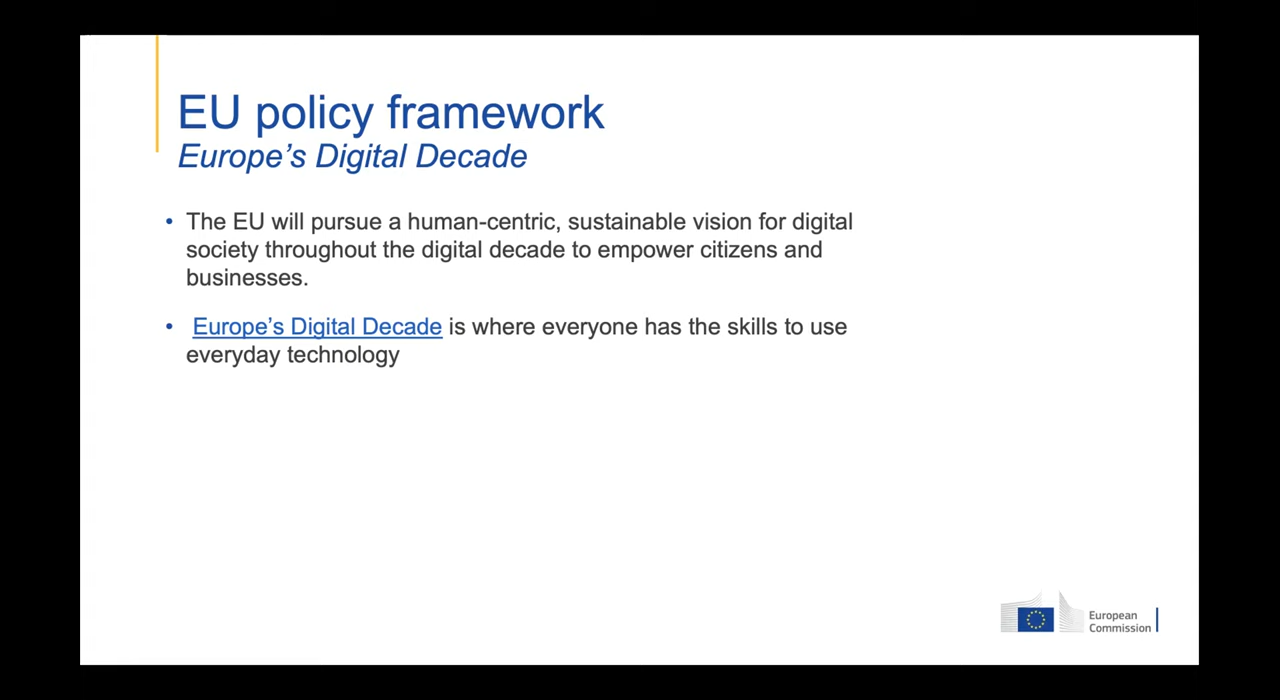 EU policy framework
Europe’s Digital Decade
• The EU will pursue a human-centric, sustainable vision for digital
society throughout the digital decade to empower citizens and
businesses.
• Europe’s Digital Decade is where everyone has the skills to use
everyday technology
European
Commission